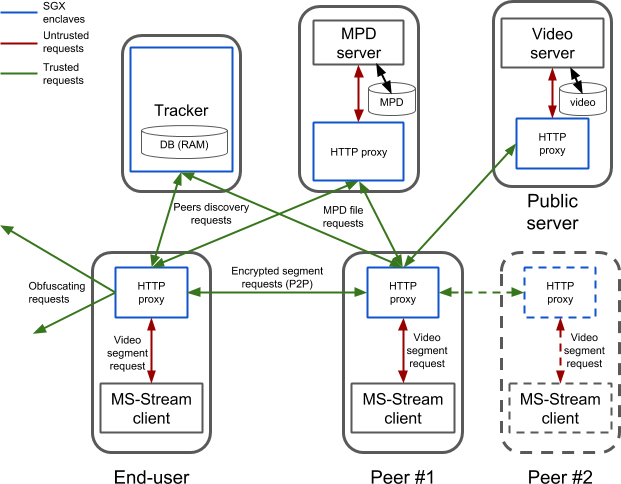 SGX
enclaves
Untrusted
requests
Trusted
requests
Tracker
DB (RAM)
MPD
server
MPD
HTTP proxy
Video
server
video
HTTP
proxy
Public
server
Peers discovery
requests
MPD file
requests
Obfuscating
requests
HTTP
proxy
Encrypted segment
requests (P2P)
HTTP
proxy
HTTP
proxy
Video
segment
request
Video
segment
request
Video
segment
request
MS-Stream
client
MS-Stream
client
MS-Stream
client
End-user
Peer #1
Peer #2